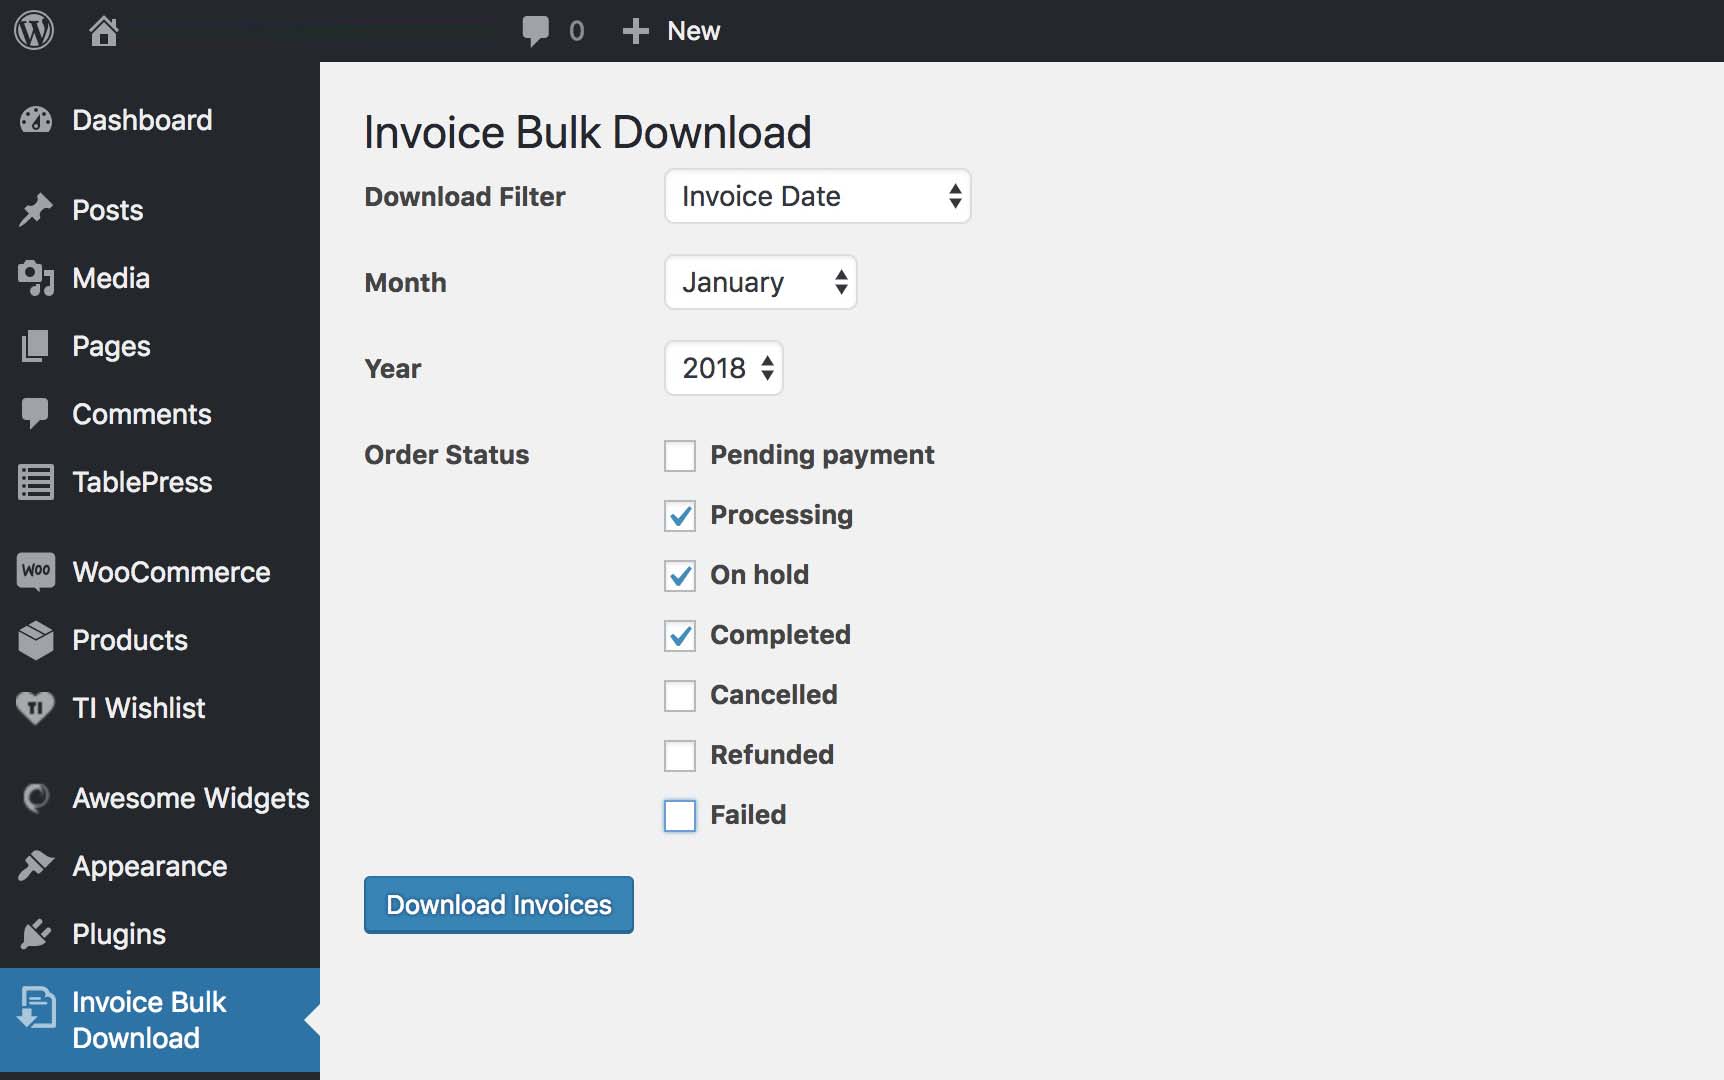 0 New
Dashboard
Posts
Media
Pages
Comments
TablePress
WOO WooCommerce
Products
TI TI Wishlist
Awesome Widgets
Appearance
Plugins
Invoice Bulk
Download
Invoice Bulk Download
Download Filter Invoice Date
Month January
Year 2018
Order Status Pending payment
Processing
On hold
Completed
Cancelled
Refunded
Failed
Download Invoices